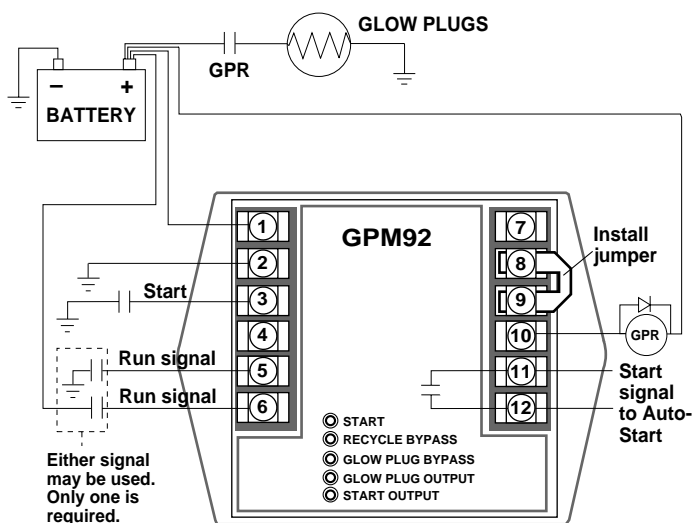 GLOW PLUGS
GPR
− +
BATTERY
GPM92
1
2
Start
3
4
Run signal
5
Run signal
6
Either signal
may be used.
Only one is
required.
7
8
9
10
11
12
Install
jumper
GPR
Start
signal
to Auto-
Start
START
RECYCLE BYPASS
GLOW PLUG BYPASS
GLOW PLUG OUTPUT
START OUTPUT